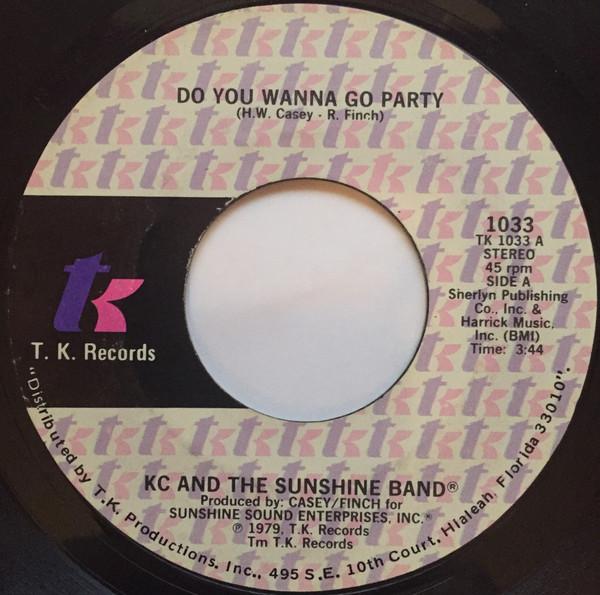 DO YOU WANNA GO PARTY
(H.W. Casey - R. Finch)
1033
TK 1033 A
STEREO
45 rpm
SIDE A
Sherlyn Publishing
Co., Inc. &
Harrick Music,
Inc. (BMI)
Time: 3:44
tk
T. K. Records
KC AND THE SUNSHINE BAND®
Produced by: CASEY/FINCH for
SUNSHINE SOUND ENTERPRISES, INC.®
℗ 1979, T.K. Records
Tm T.K. Records
"Distributed by T.K. Productions, Inc., 495 S.E. 10th Court, Hialeah, Florida 33010".